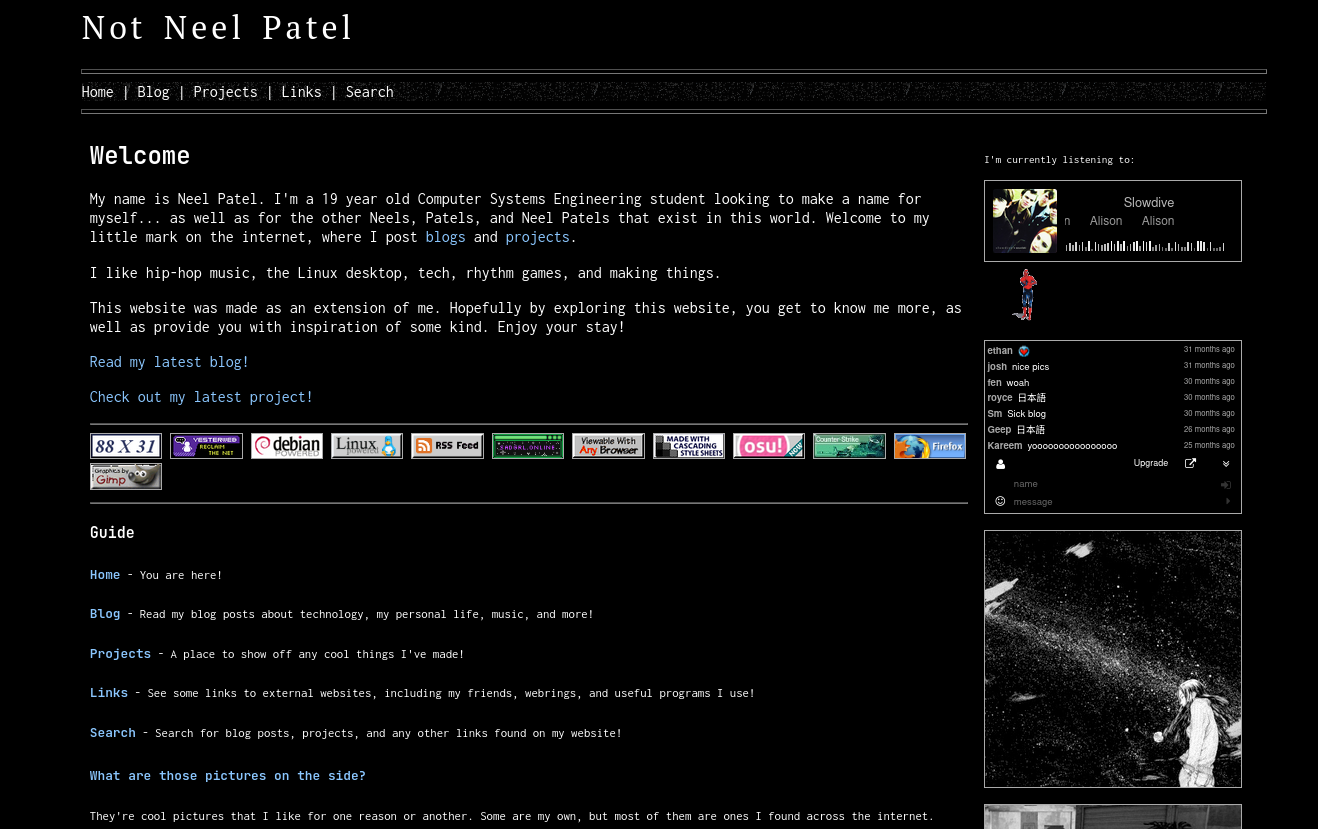 Not Neel Patel
Home | Blog | Projects | Links | Search
Welcome
My name is Neel Patel. I'm a 19 year old Computer Systems Engineering student looking to make a name for
myself... as well as for the other Neels, Patels, and Neel Patels that exist in this world. Welcome to my
little mark on the internet, where I post blogs and projects.
I like hip-hop music, the Linux desktop, tech, rhythm games, and making things.
This website was made as an extension of me. Hopefully by exploring this website, you get to know me more, as
well as provide you with inspiration of some kind. Enjoy your stay!
Read my latest blog!
Check out my latest project!
88 X 31
YESTERWEB RECLAIM THE NET
debian POWERED
Linux powered
RSS Feed
Viewable With Any Browser
MADE WITH CASCADING STYLE SHEETS
osu! NOW
Counter-Strike
Firefox
Graphics by Gimp
Guide
Home - You are here!
Blog - Read my blog posts about technology, my personal life, music, and more!
Projects - A place to show off any cool things I've made!
Links - See some links to external websites, including my friends, webrings, and useful programs I use!
Search - Search for blog posts, projects, and any other links found on my website!
What are those pictures on the side?
They're cool pictures that I like for one reason or another. Some are my own, but most of them are ones I found across the internet.
I'm currently listening to:
Slowdive
n Alison Alison
ethan 31 months ago
josh nice pics 31 months ago
fen woah 30 months ago
royce 日本語 30 months ago
Sm Sick blog 30 months ago
Geep 日本語 26 months ago
Kareem yoooooooooooooooo 25 months ago
Upgrade
name
message